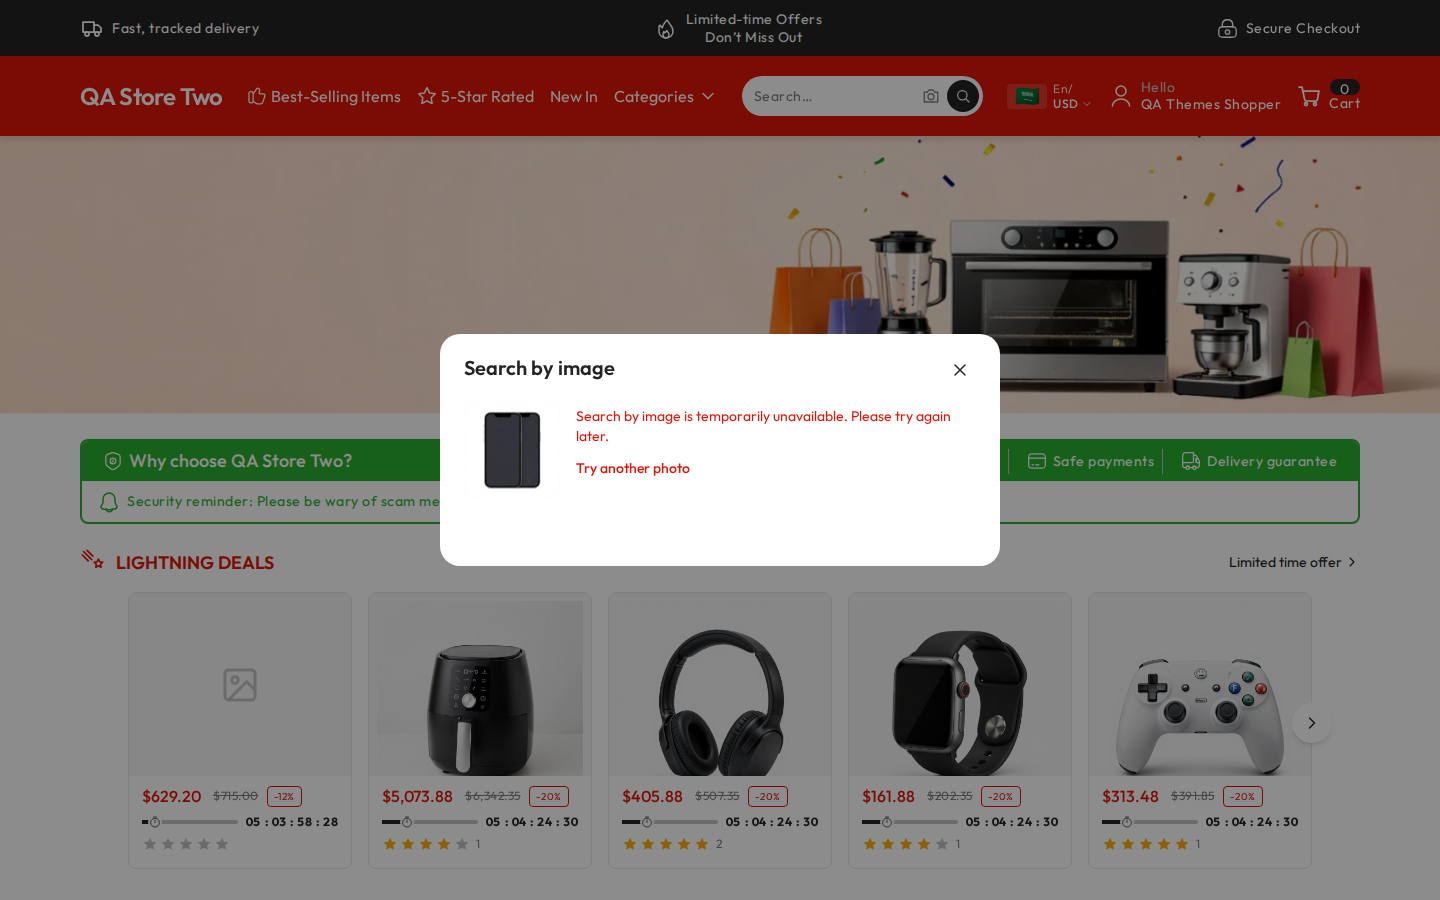 Fast, tracked delivery
Limited-time Offers
Don't Miss Out
Secure Checkout
QA Store Two
Best-Selling Items
5-Star Rated
New In
Categories
Search...
En/
USD
Hello
QA Themes Shopper
0
Cart
Search by image
Search by image is temporarily unavailable. Please try again
later.
Try another photo
Why choose QA Store Two?
Safe payments
Delivery guarantee
Security reminder: Please be wary of scam me
LIGHTNING DEALS
Limited time offer
$629.20 $715.00 -12%
05 : 03 : 58 : 28
$5,073.88 $6,342.35 -20%
05 : 04 : 24 : 30
1
$405.88 $507.35 -20%
05 : 04 : 24 : 30
2
$161.88 $202.35 -20%
05 : 04 : 24 : 30
1
$313.48 $391.85 -20%
05 : 04 : 24 : 30
1